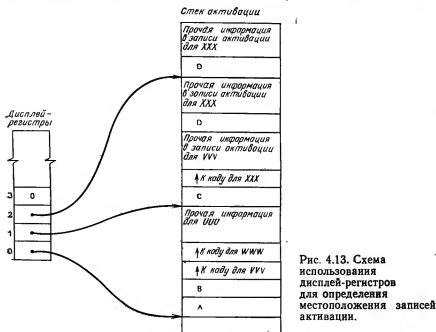 Стек активации
Прочая информация
в записи активации
для XXX
D
Прочая информация
в записи активации
для XXX
D
Прочая информация
в записи активации
для VVV
К коду для XXX
C
Прочая информация
для UUU
К коду для WWW
К коду для VVV
B
A
Дисплей-
регистры
3 0
2
1
0
Рис. 4.13. Схема
использования
дисплей-регистров
для определения
местоположения записей
активации.